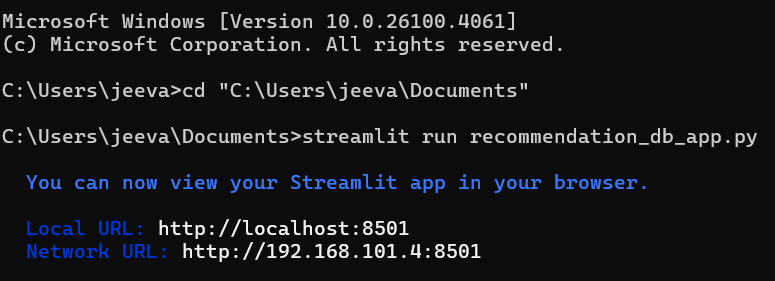 Microsoft Windows [Version 10.0.26100.4061]
(c) Microsoft Corporation. All rights reserved.
C:\Users\jeeva>cd "C:\Users\jeeva\Documents"
C:\Users\jeeva\Documents>streamlit run recommendation_db_app.py
You can now view your Streamlit app in your browser.
Local URL: http://localhost:8501
Network URL: http://192.168.101.4:8501